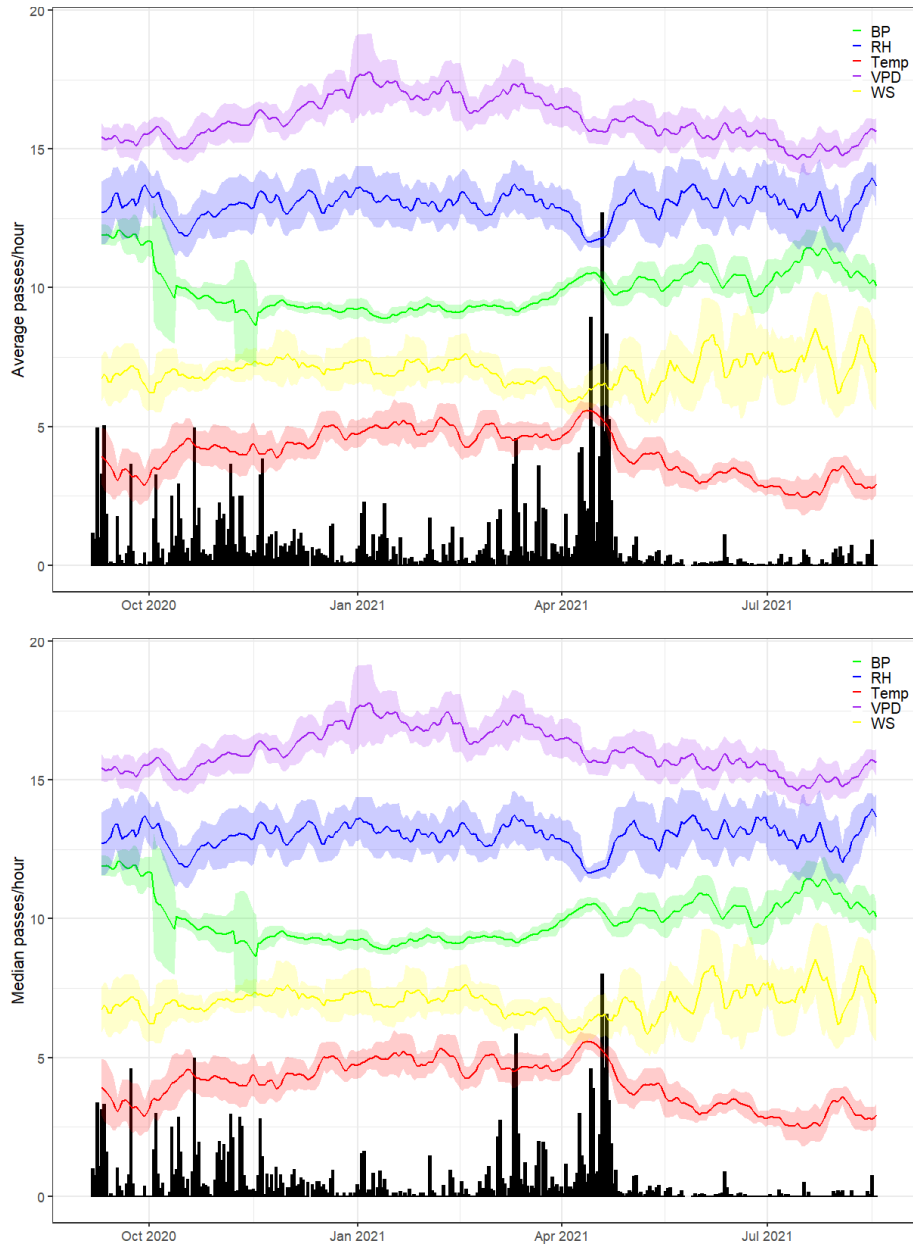 20
15
10
5
0
Average passes/hour
BP
RH
Temp
VPD
WS
Oct 2020
Jan 2021
Apr 2021
Jul 2021
20
15
10
5
0
Median passes/hour
BP
RH
Temp
VPD
WS
Oct 2020
Jan 2021
Apr 2021
Jul 2021